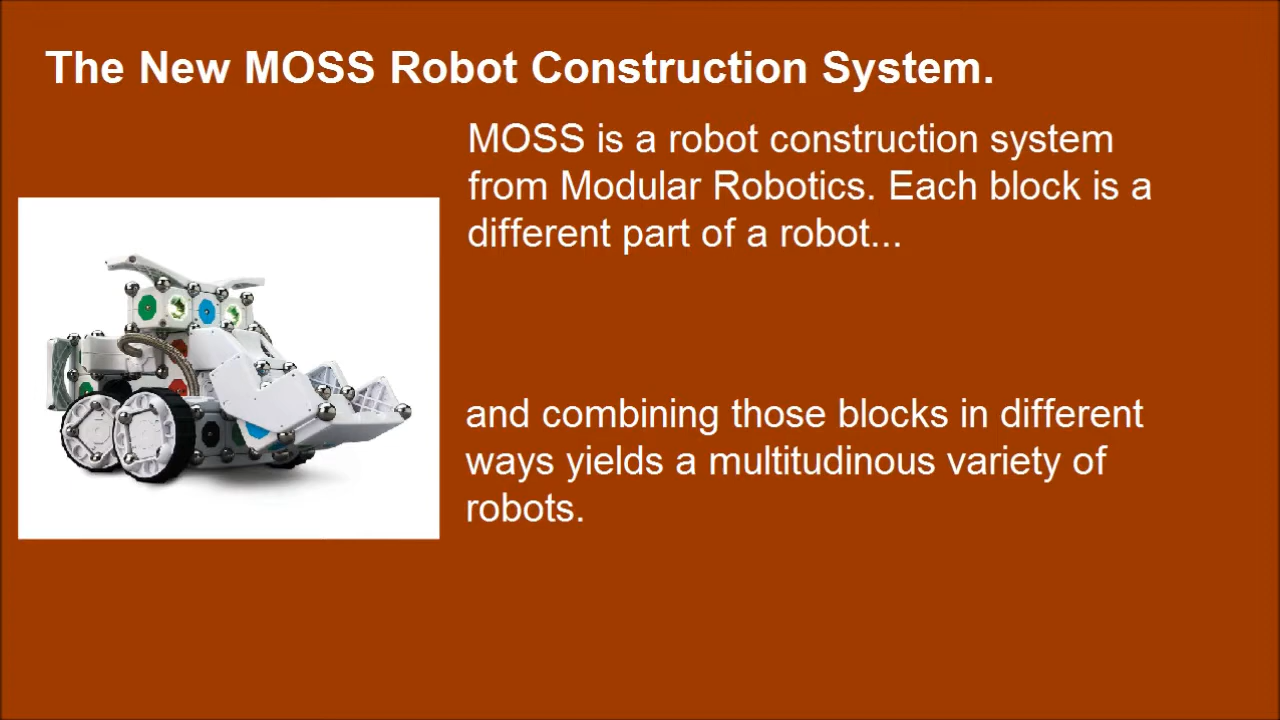 The New MOSS Robot Construction System.
MOSS is a robot construction system
from Modular Robotics. Each block is a
different part of a robot...
and combining those blocks in different
ways yields a multitudinous variety of
robots.